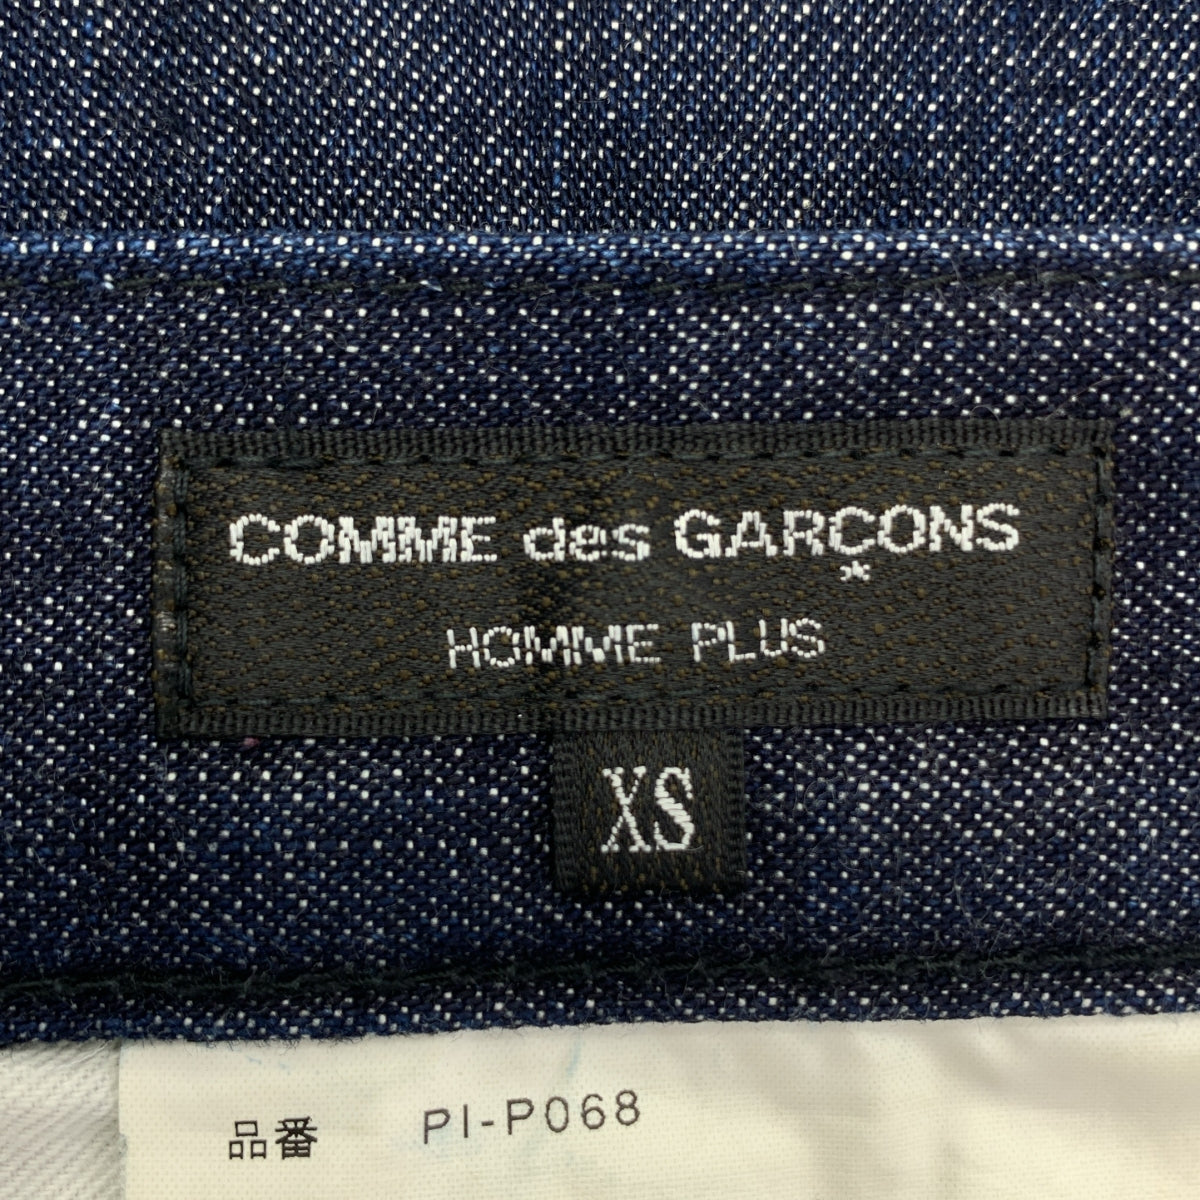 COMME des GARÇONS
HOMME PLUS
XS
品番 PI-P068